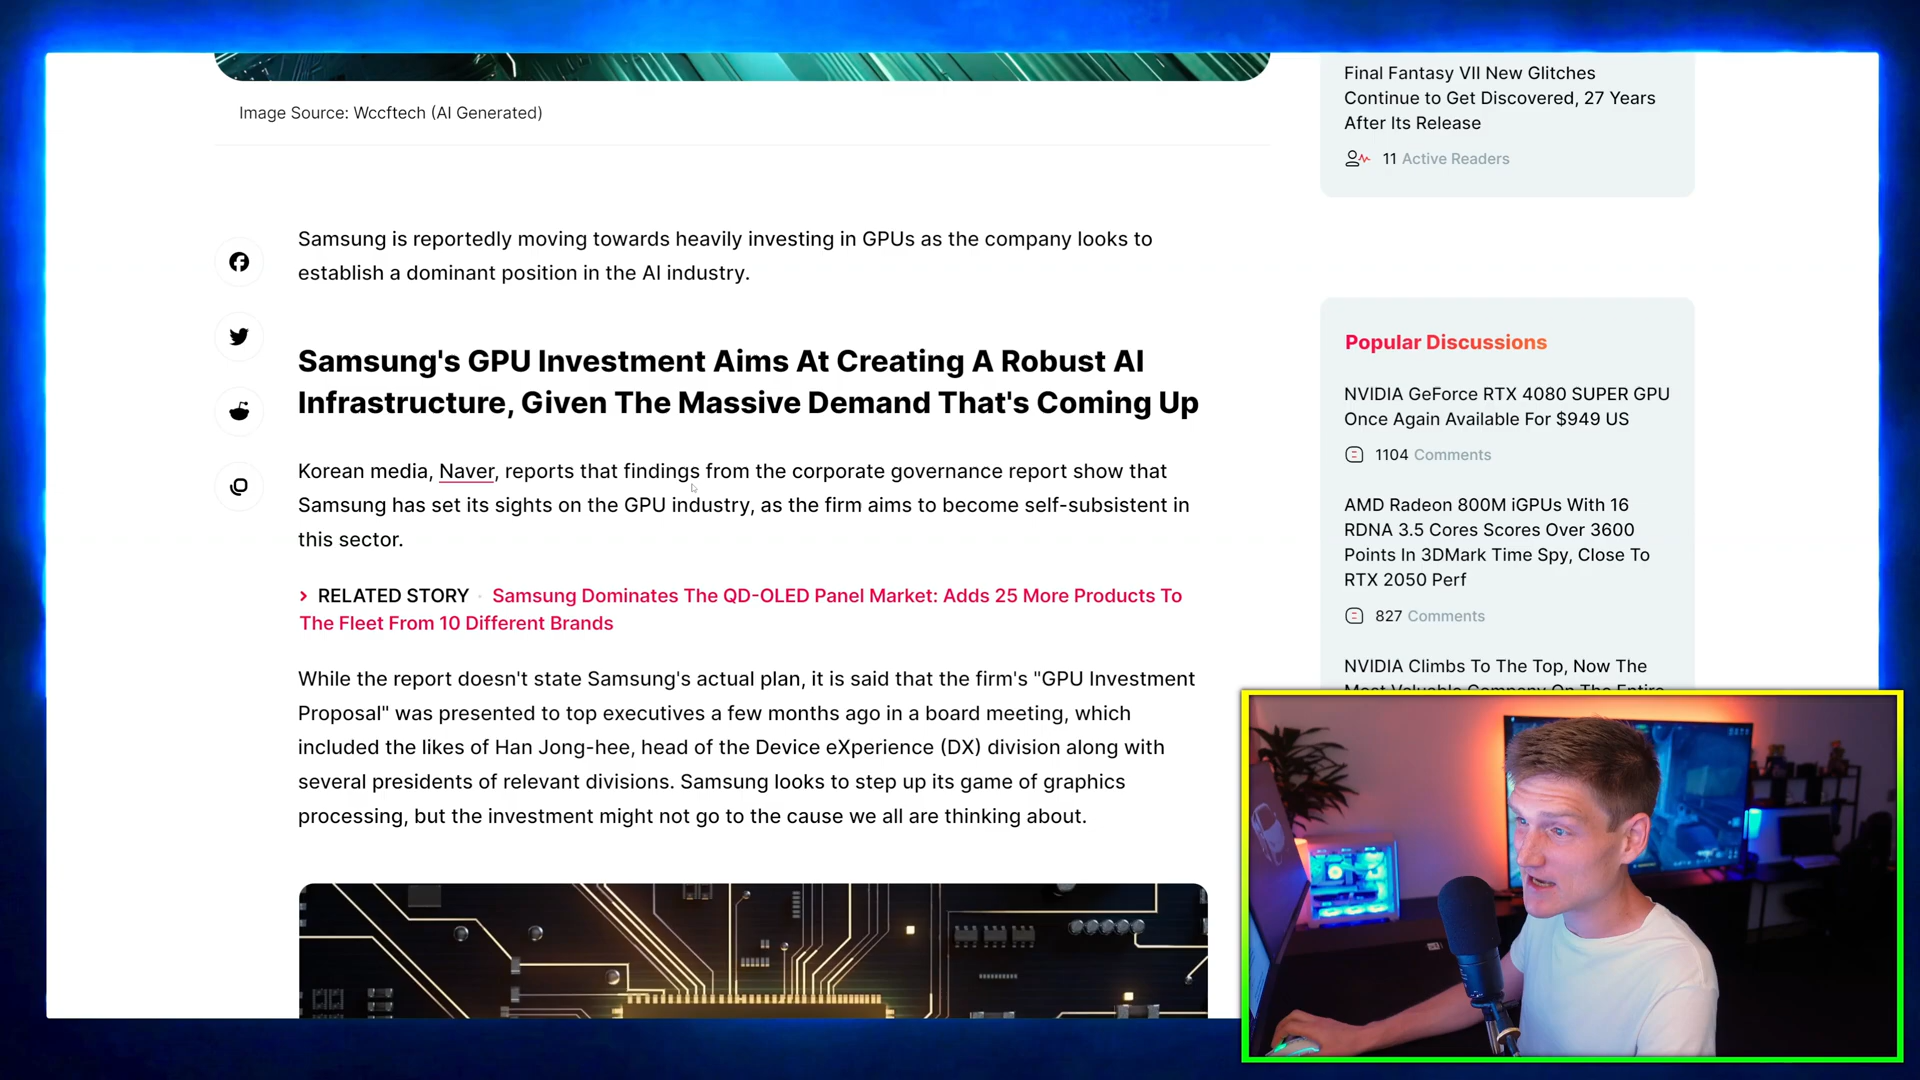 Image Source: Wccftech (AI Generated)
Samsung is reportedly moving towards heavily investing in GPUs as the company looks to
establish a dominant position in the AI industry.
Samsung's GPU Investment Aims At Creating A Robust AI
Infrastructure, Given The Massive Demand That's Coming Up
Korean media, Naver, reports that findings from the corporate governance report show that
Samsung has set its sights on the GPU industry, as the firm aims to become self-subsistent in
this sector.
> RELATED STORY · Samsung Dominates The QD-OLED Panel Market: Adds 25 More Products To
The Fleet From 10 Different Brands
While the report doesn't state Samsung's actual plan, it is said that the firm's "GPU Investment
Proposal" was presented to top executives a few months ago in a board meeting, which
included the likes of Han Jong-hee, head of the Device eXperience (DX) division along with
several presidents of relevant divisions. Samsung looks to step up its game of graphics
processing, but the investment might not go to the cause we all are thinking about.
Final Fantasy VII New Glitches
Continue to Get Discovered, 27 Years
After Its Release
11 Active Readers
Popular Discussions
NVIDIA GeForce RTX 4080 SUPER GPU
Once Again Available For $949 US
1104 Comments
AMD Radeon 800M iGPUs With 16
RDNA 3.5 Cores Scores Over 3600
Points In 3DMark Time Spy, Close To
RTX 2050 Perf
827 Comments
NVIDIA Climbs To The Top, Now The
Most Valuable Company On The Entire